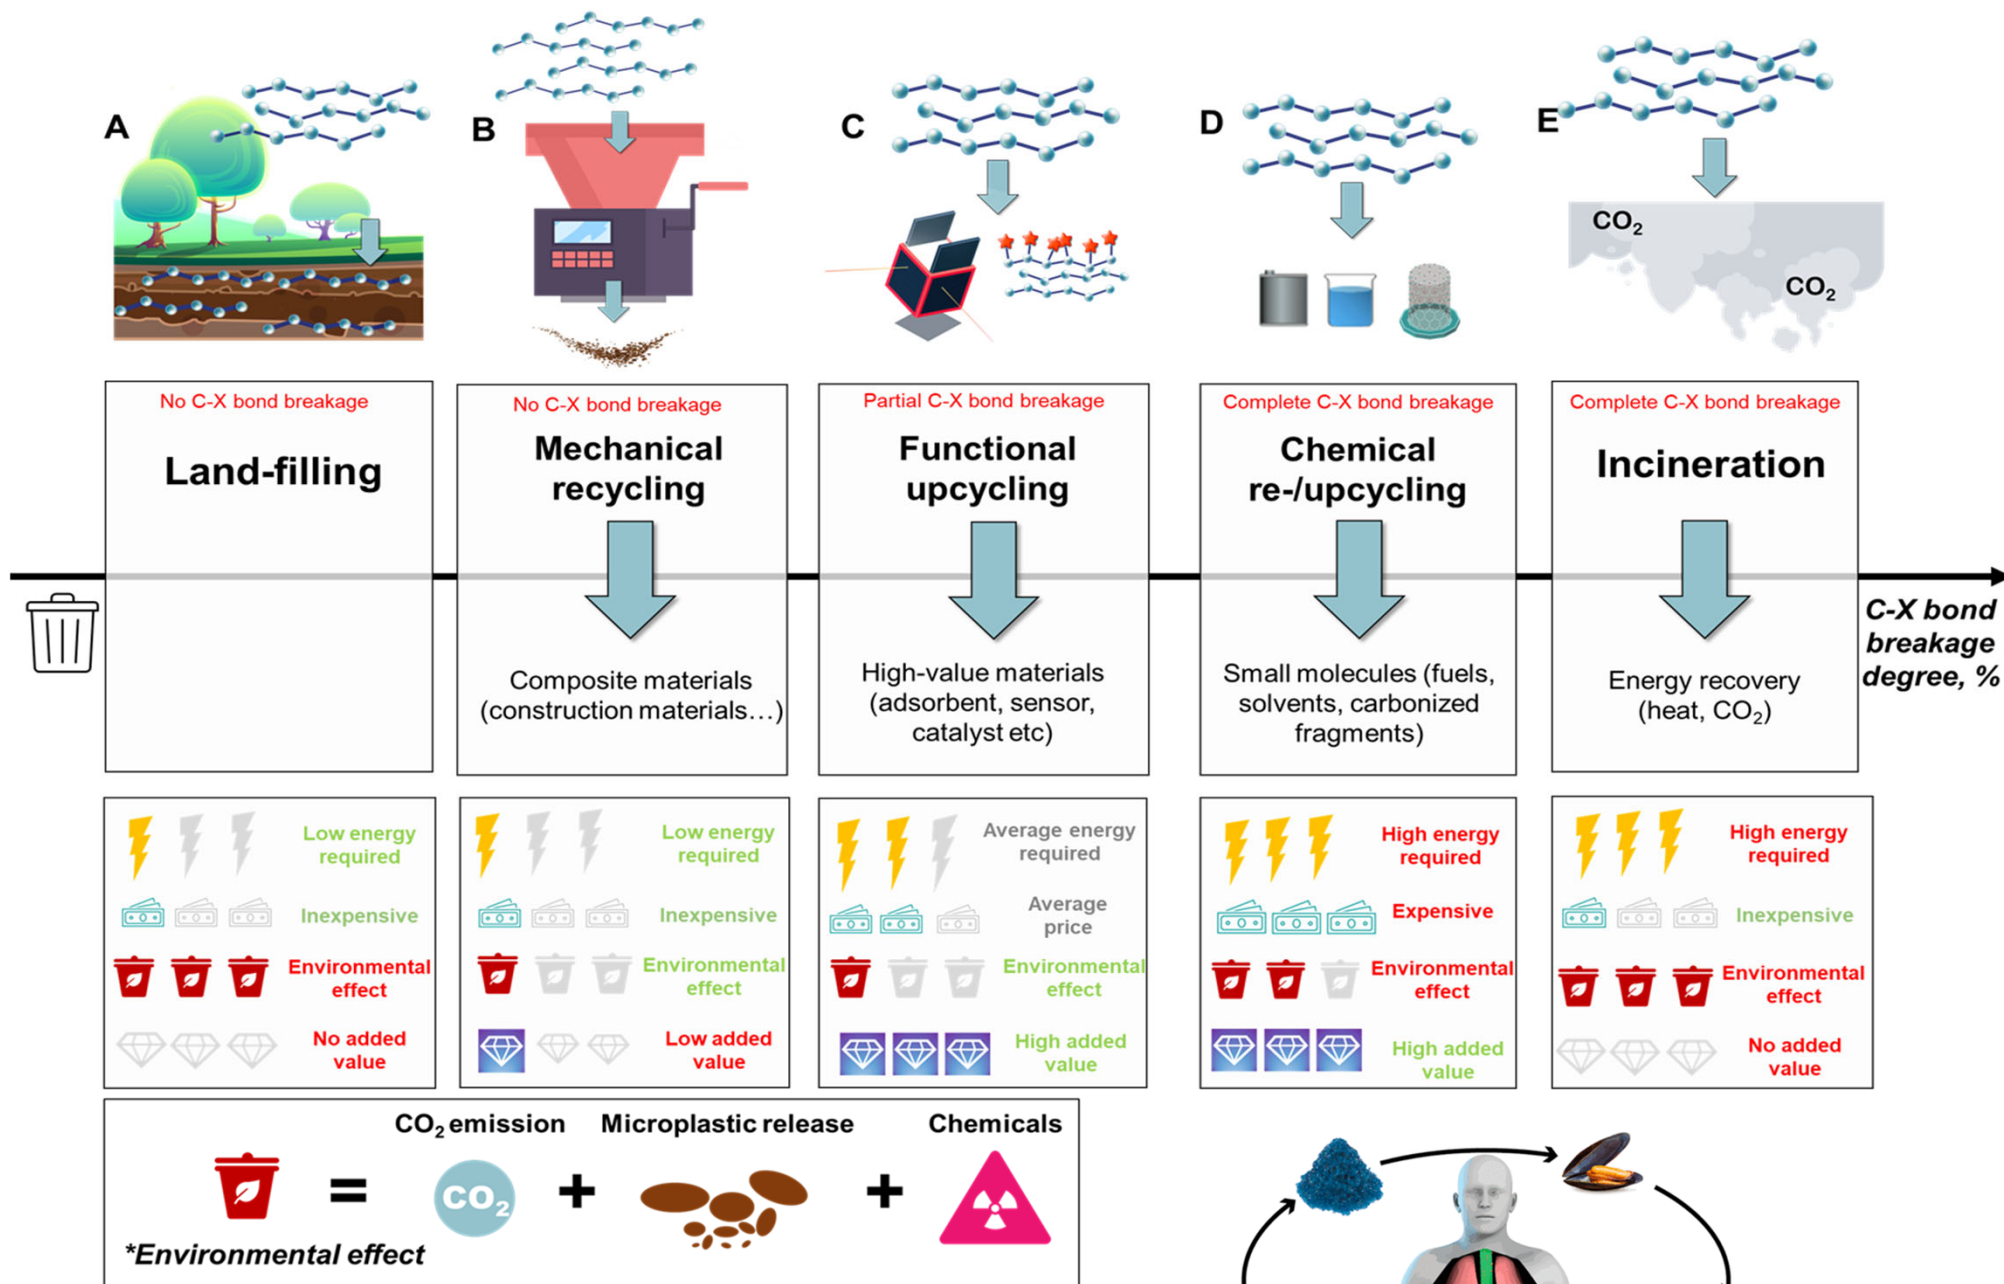 A
B
C
D
E
CO₂
CO₂
No C-X bond breakage
Land-filling
No C-X bond breakage
Mechanical
recycling
Composite materials
(construction materials...)
Partial C-X bond breakage
Functional
upcycling
High-value materials
(adsorbent, sensor,
catalyst etc)
Complete C-X bond breakage
Chemical
re-/upcycling
Small molecules (fuels,
solvents, carbonized
fragments)
Complete C-X bond breakage
Incineration
Energy recovery
(heat, CO₂)
C-X bond
breakage
degree, %
Low energy
required
Inexpensive
Environmental
effect
No added
value
Low energy
required
Inexpensive
Environmental
effect
Low added
value
Average energy
required
Average
price
Environmental
effect
High added
value
High energy
required
Expensive
Environmental
effect
High added
value
High energy
required
Inexpensive
Environmental
effect
No added
value
CO₂ emission
Microplastic release
Chemicals
=
CO₂
+
+
*Environmental effect